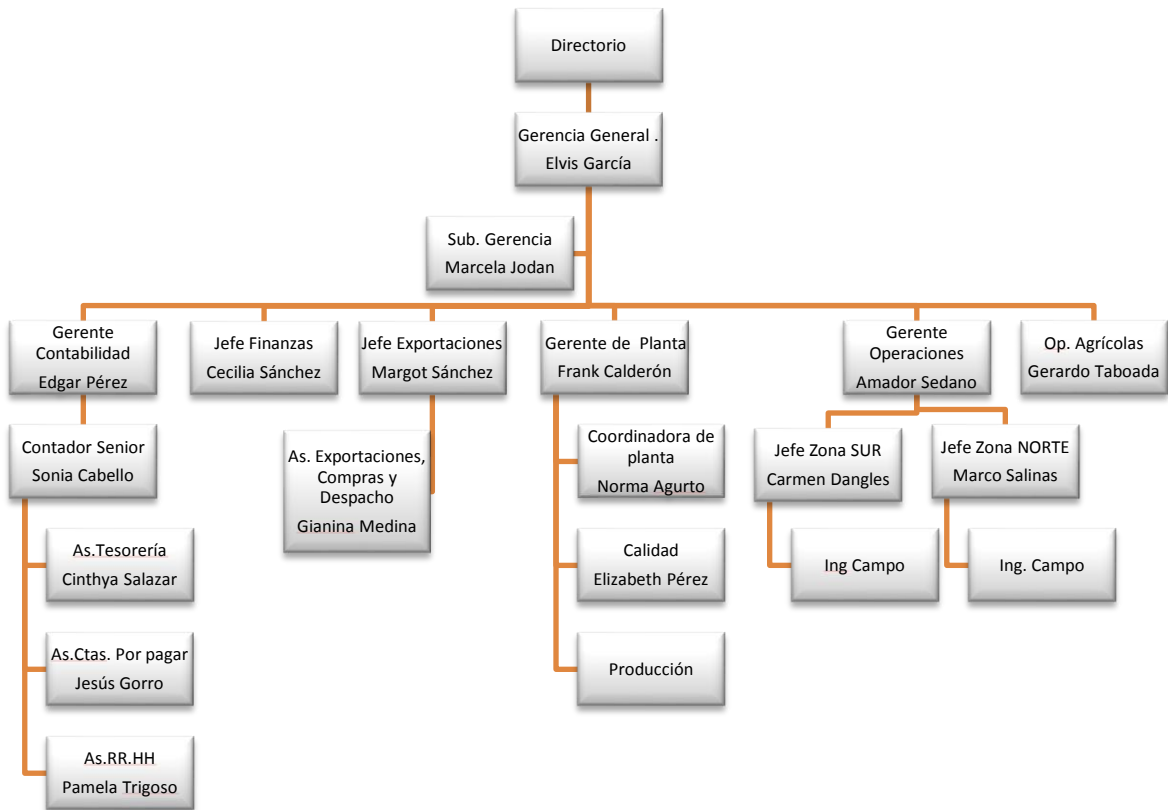 Directorio
Gerencia General .
Elvis García
Sub. Gerencia
Marcela Jodan
Gerente
Contabilidad
Edgar Pérez
Jefe Finanzas
Cecilia Sánchez
Jefe Exportaciones
Margot Sánchez
Gerente de  Planta
Frank Calderón
Gerente
Operaciones
Amador Sedano
Op. Agrícolas
Gerardo Taboada
Contador Senior
Sonia Cabello
As. Exportaciones,
Compras y
Despacho
Gianina Medina
Coordinadora de
planta
Norma Agurto
Jefe Zona SUR
Carmen Dangles
Jefe Zona NORTE
Marco Salinas
As.Tesorería
Cinthya Salazar
Calidad
Elizabeth Pérez
Ing Campo
Ing. Campo
As.Ctas. Por pagar
Jesús Gorro
Producción
As.RR.HH
Pamela Trigoso